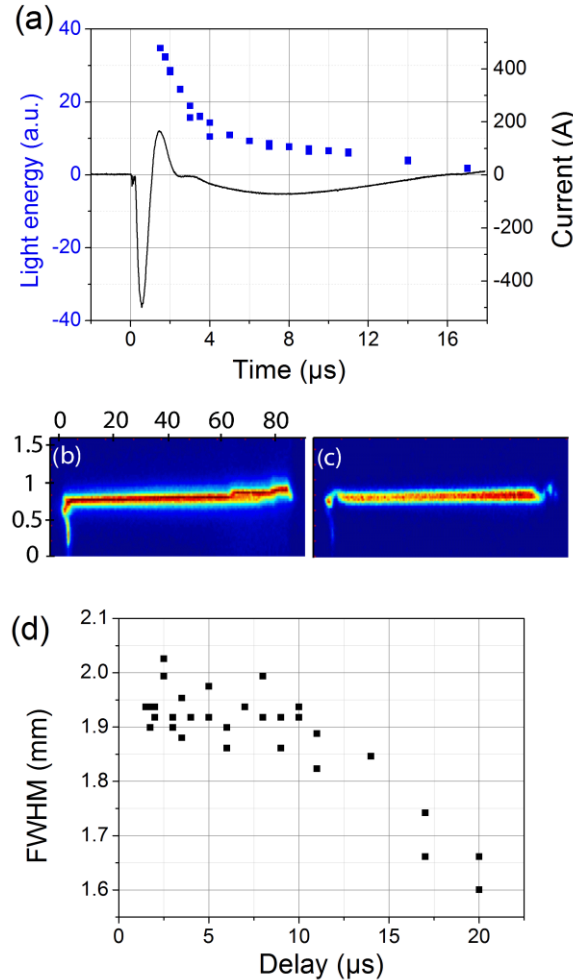 (a)
40
20
0
-20
-40
Light energy (a.u.)
400
200
0
-200
-400
Current (A)
0 4 8 12 16
Time (µs)
0 20 40 60 80
1.5
1
0.5
0
(b)
(c)
(d)
2.1
2.0
1.9
1.8
1.7
1.6
FWHM (mm)
0 5 10 15 20
Delay (µs)